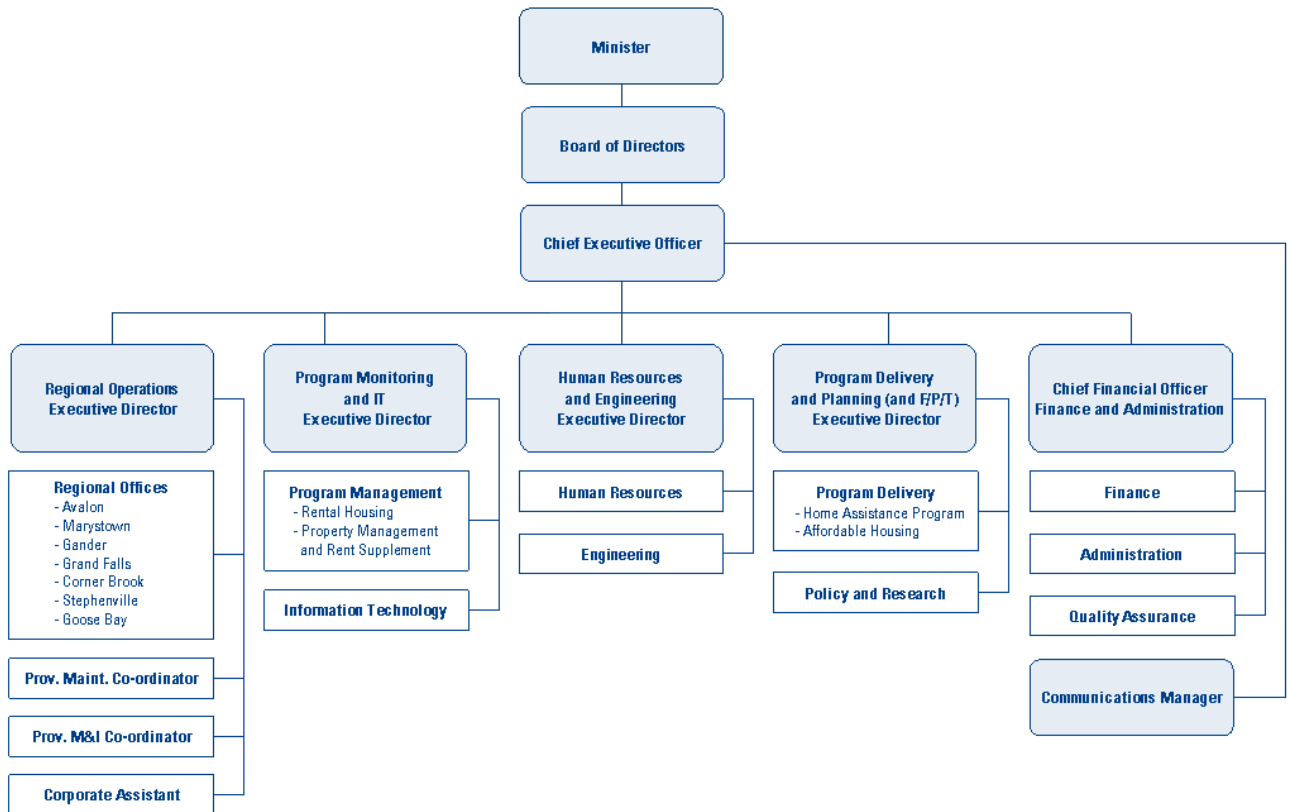 Minister
Board of Directors
Chief Executive Officer
Regional Operations
Executive Director
Program Monitoring
and IT
Executive Director
Human Resources
and Engineering
Executive Director
Program Delivery
and Planning (and F/P/T)
Executive Director
Chief Financial Officer
Finance and Administration
Regional Offices
- Avalon
- Marystown
- Gander
- Grand Falls
- Corner Brook
- Stephenville
- Goose Bay
Prov. Maint. Co-ordinator
Prov. M&I Co-ordinator
Corporate Assistant
Program Management
- Rental Housing
- Property Management
and Rent Supplement
Information Technology
Human Resources
Engineering
Program Delivery
- Home Assistance Program
- Affordable Housing
Policy and Research
Finance
Administration
Quality Assurance
Communications Manager